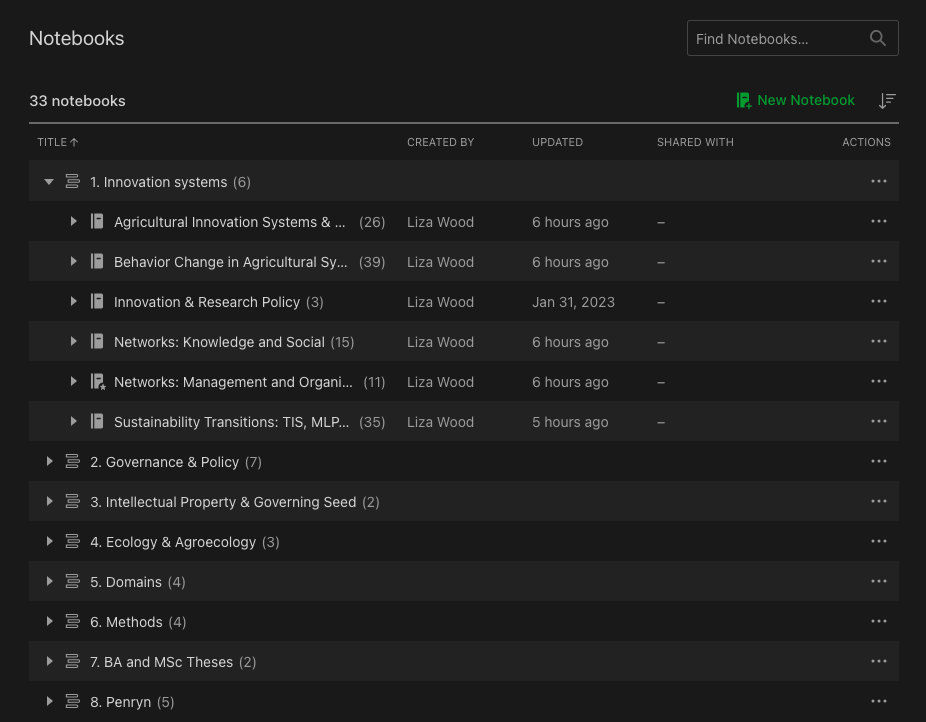 Notebooks
Find Notebooks...
33 notebooks
New Notebook
TITLE ↑ CREATED BY UPDATED SHARED WITH ACTIONS
1. Innovation systems (6)
Agricultural Innovation Systems & ... (26) Liza Wood 6 hours ago –
Behavior Change in Agricultural Sy... (39) Liza Wood 6 hours ago –
Innovation & Research Policy (3) Liza Wood Jan 31, 2023 –
Networks: Knowledge and Social (15) Liza Wood 6 hours ago –
Networks: Management and Organi... (11) Liza Wood 6 hours ago –
Sustainability Transitions: TIS, MLP... (35) Liza Wood 5 hours ago –
2. Governance & Policy (7)
3. Intellectual Property & Governing Seed (2)
4. Ecology & Agroecology (3)
5. Domains (4)
6. Methods (4)
7. BA and MSc Theses (2)
8. Penryn (5)